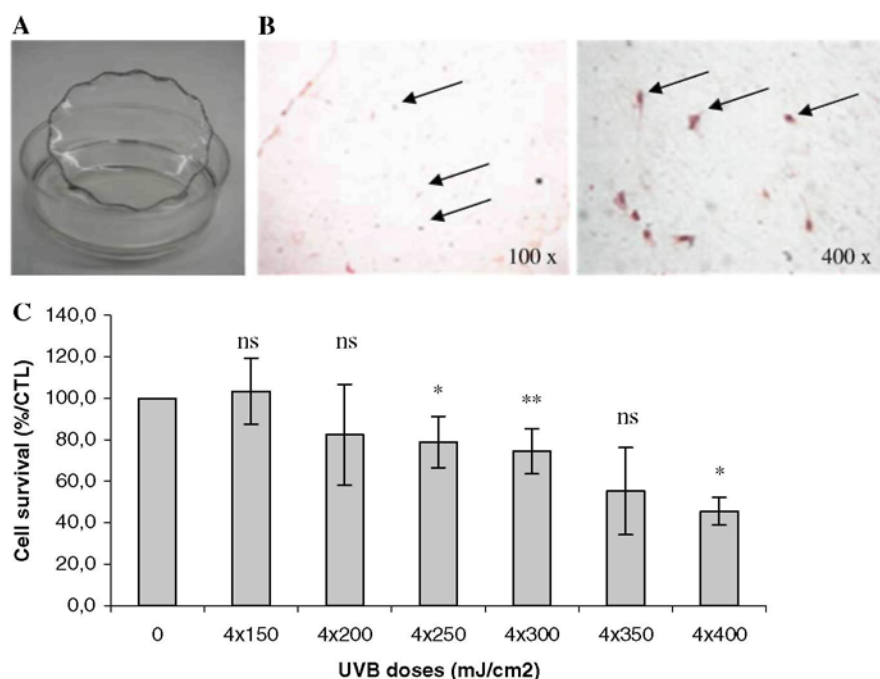 A
B
100 x
400 x
C
Cell survival (%/CTL)
140,0
120,0
100,0
80,0
60,0
40,0
20,0
0,0
ns
ns
*
**
ns
*
0 4x150 4x200 4x250 4x300 4x350 4x400
UVB doses (mJ/cm2)